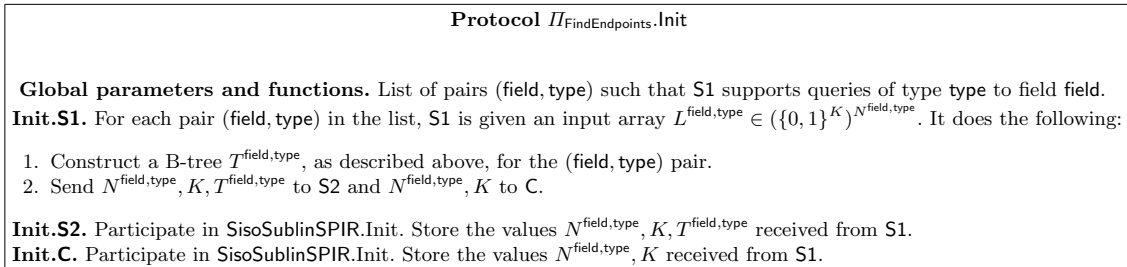 Protocol Π_FindEndpoints.Init
Global parameters and functions. List of pairs (field, type) such that S1 supports queries of type type to field field.
Init.S1. For each pair (field, type) in the list, S1 is given an input array L^{field,type} ∈ ({0, 1}^K)^{N^{field,type}}. It does the following:
1. Construct a B-tree T^{field,type}, as described above, for the (field, type) pair.
2. Send N^{field,type}, K, T^{field,type} to S2 and N^{field,type}, K to C.
Init.S2. Participate in SisoSublinSPIR.Init. Store the values N^{field,type}, K, T^{field,type} received from S1.
Init.C. Participate in SisoSublinSPIR.Init. Store the values N^{field,type}, K received from S1.